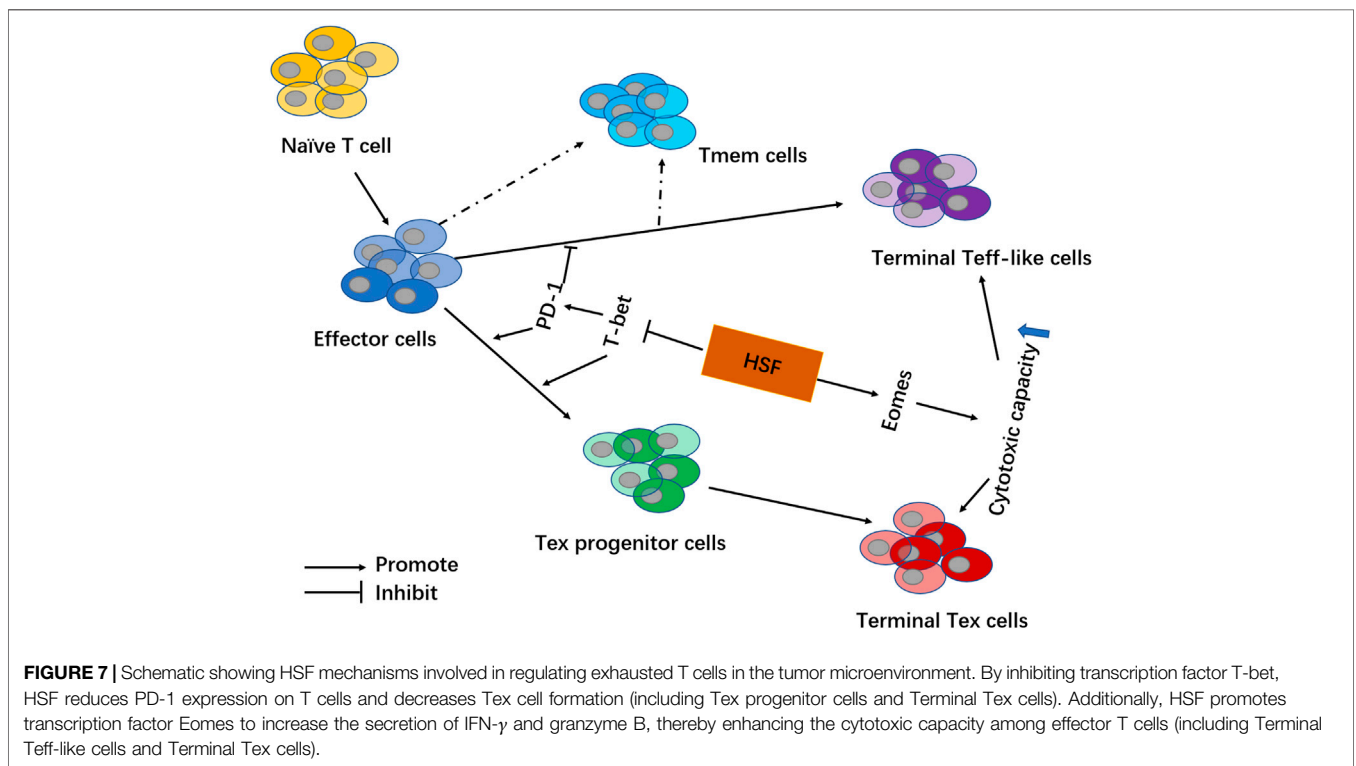 Naïve T cell
Tmem cells
Terminal Teff-like cells
Effector cells
PD-1
T-bet
HSF
Eomes
Cytotoxic capacity
Tex progenitor cells
Terminal Tex cells
Promote
Inhibit
FIGURE 7 | Schematic showing HSF mechanisms involved in regulating exhausted T cells in the tumor microenvironment. By inhibiting transcription factor T-bet,
HSF reduces PD-1 expression on T cells and decreases Tex cell formation (including Tex progenitor cells and Terminal Tex cells). Additionally, HSF promotes
transcription factor Eomes to increase the secretion of IFN-γ and granzyme B, thereby enhancing the cytotoxic capacity among effector T cells (including Terminal
Teff-like cells and Terminal Tex cells).